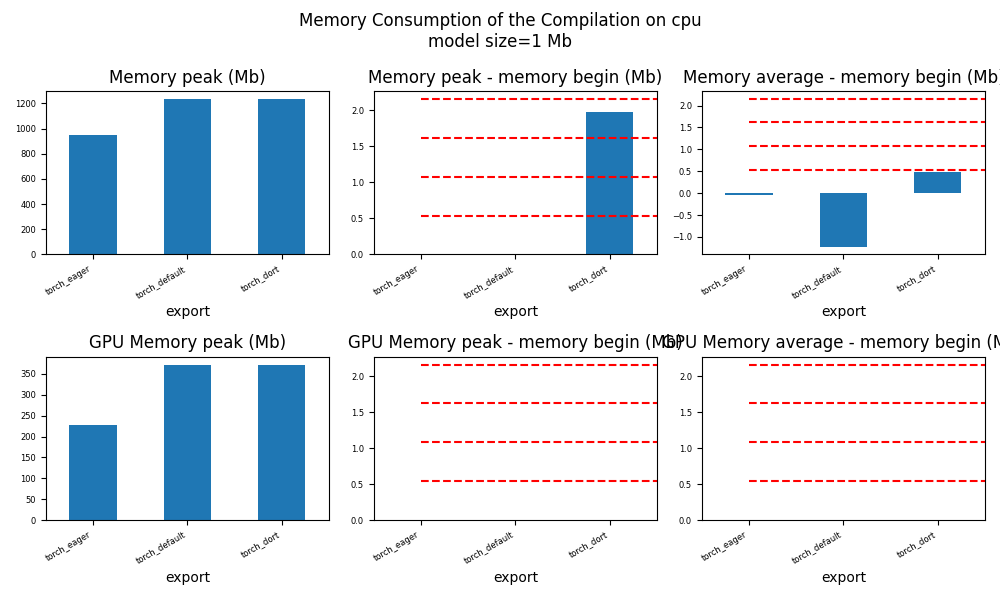 Memory Consumption of the Compilation on cpu
model size=1 Mb
Memory peak (Mb)
1200
1000
800
600
400
200
0
torch_eager
torch_default
torch_dort
export
Memory peak - memory begin (Mb)
2.0
1.5
1.0
0.5
0.0
torch_eager
torch_default
torch_dort
export
Memory average - memory begin (Mb)
2.0
1.5
1.0
0.5
0.0
−0.5
−1.0
torch_eager
torch_default
torch_dort
export
GPU Memory peak (Mb)
350
300
250
200
150
100
50
0
torch_eager
torch_default
torch_dort
export
GPU Memory peak - memory begin (Mb)
2.0
1.5
1.0
0.5
0.0
torch_eager
torch_default
torch_dort
export
GPU Memory average - memory begin (M
2.0
1.5
1.0
0.5
0.0
torch_eager
torch_default
torch_dort
export